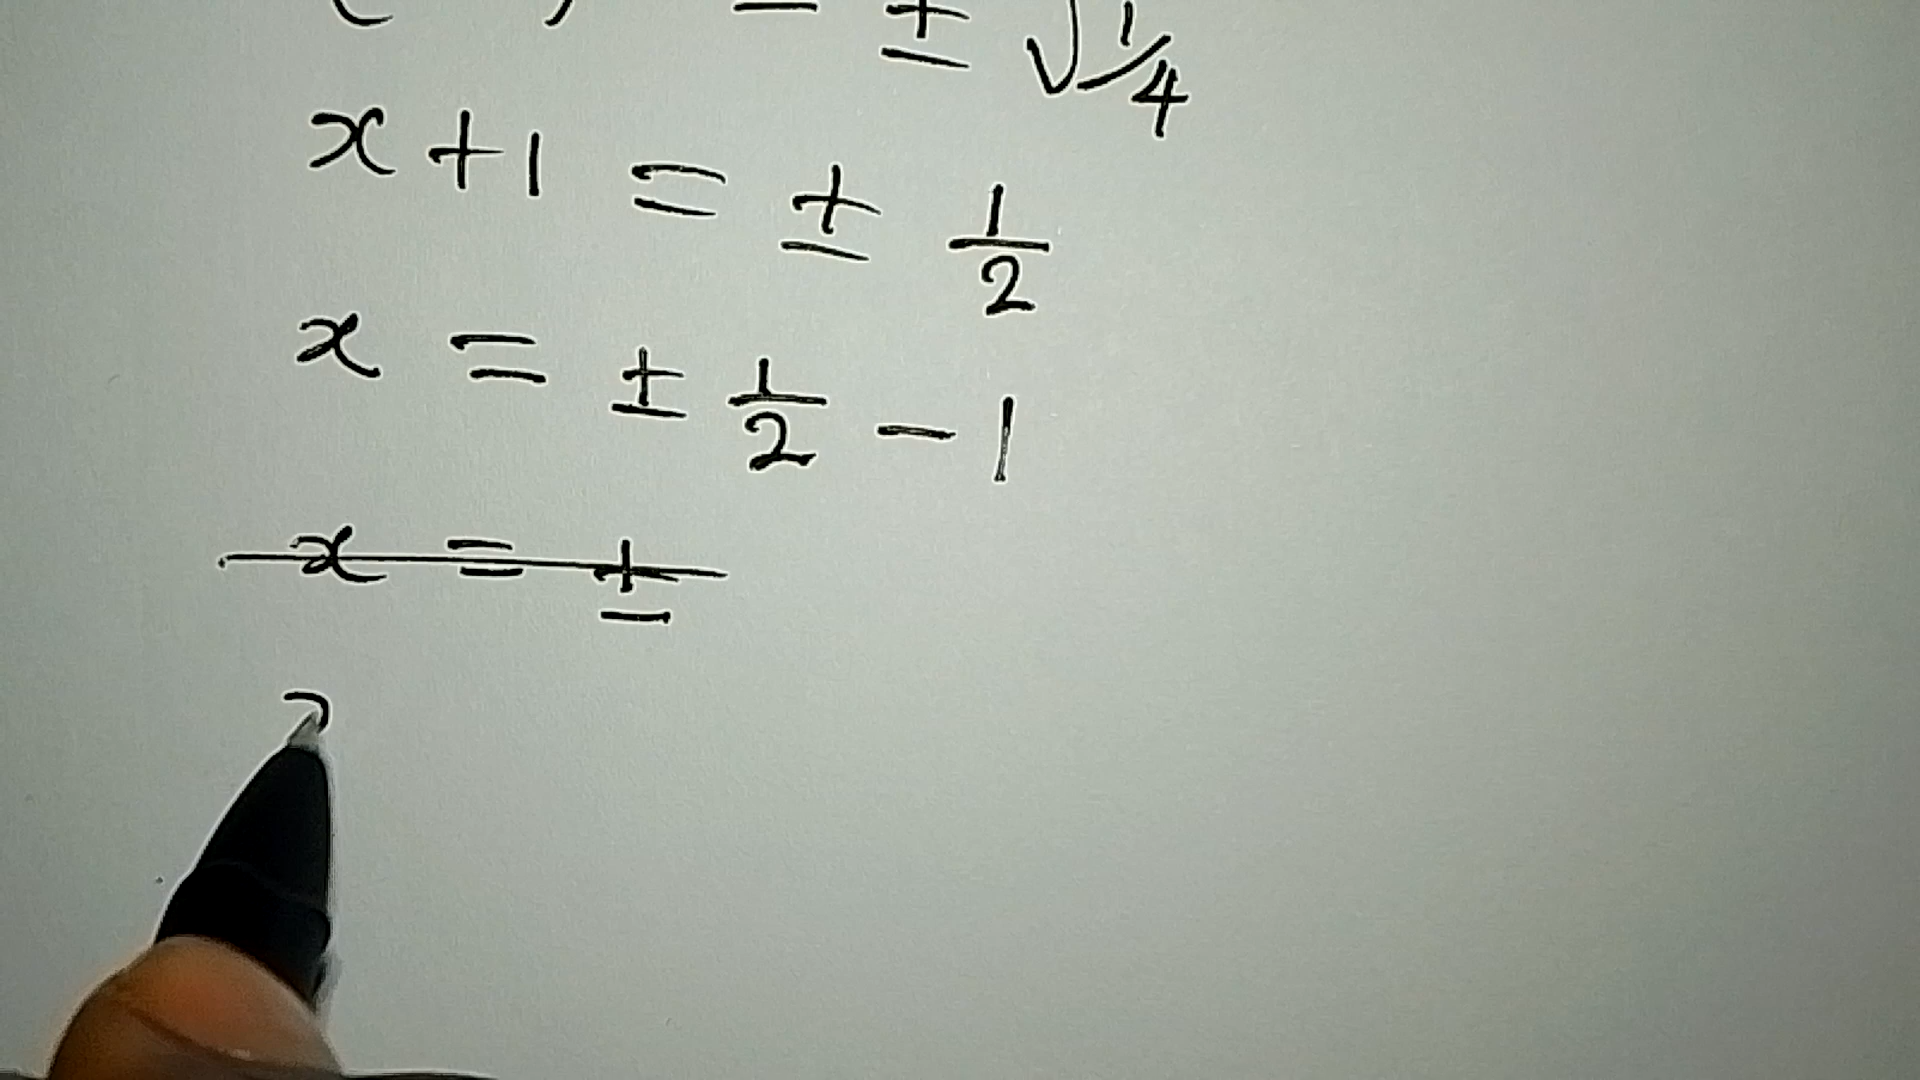 ( ) = ± √1/4
x + 1 = ± 1/2
x = ± 1/2 - 1
x = ±